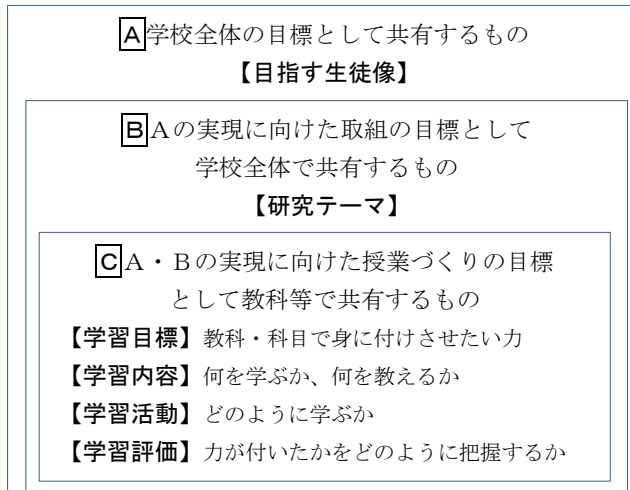 A学校全体の目標として共有するもの
【目指す生徒像】
BAの実現に向けた取組の目標として
学校全体で共有するもの
【研究テーマ】
CA・Bの実現に向けた授業づくりの目標
として教科等で共有するもの
【学習目標】教科・科目で身に付けさせたい力
【学習内容】何を学ぶか、何を教えるか
【学習活動】どのように学ぶか
【学習評価】力が付いたかをどのように把握するか